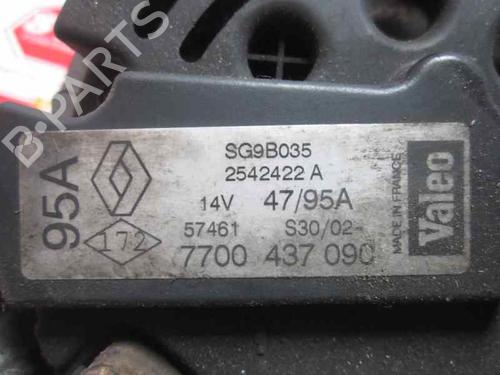 95A
172
SG9B035
2542422 A
14V 47/95A
57461 S30/02-
7700 437 090
Valeo
MADE IN FRANCE
B-PARTS